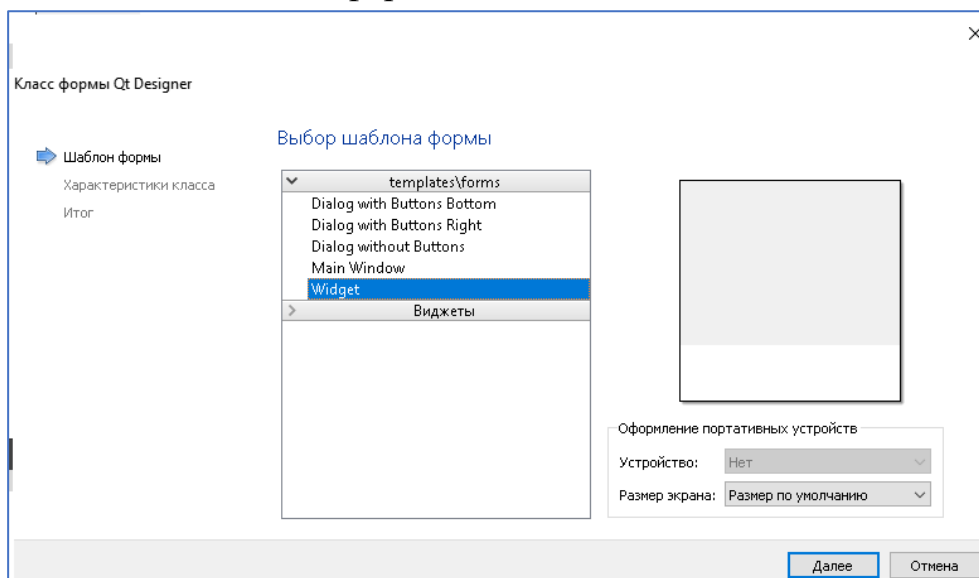 Класс формы Qt Designer
Выбор шаблона формы
Шаблон формы
Характеристики класса
Итог
templates\forms
Dialog with Buttons Bottom
Dialog with Buttons Right
Dialog without Buttons
Main Window
Widget
Виджеты
Оформление портативных устройств
Устройство: Нет
Размер экрана: Размер по умолчанию
Далее Отмена